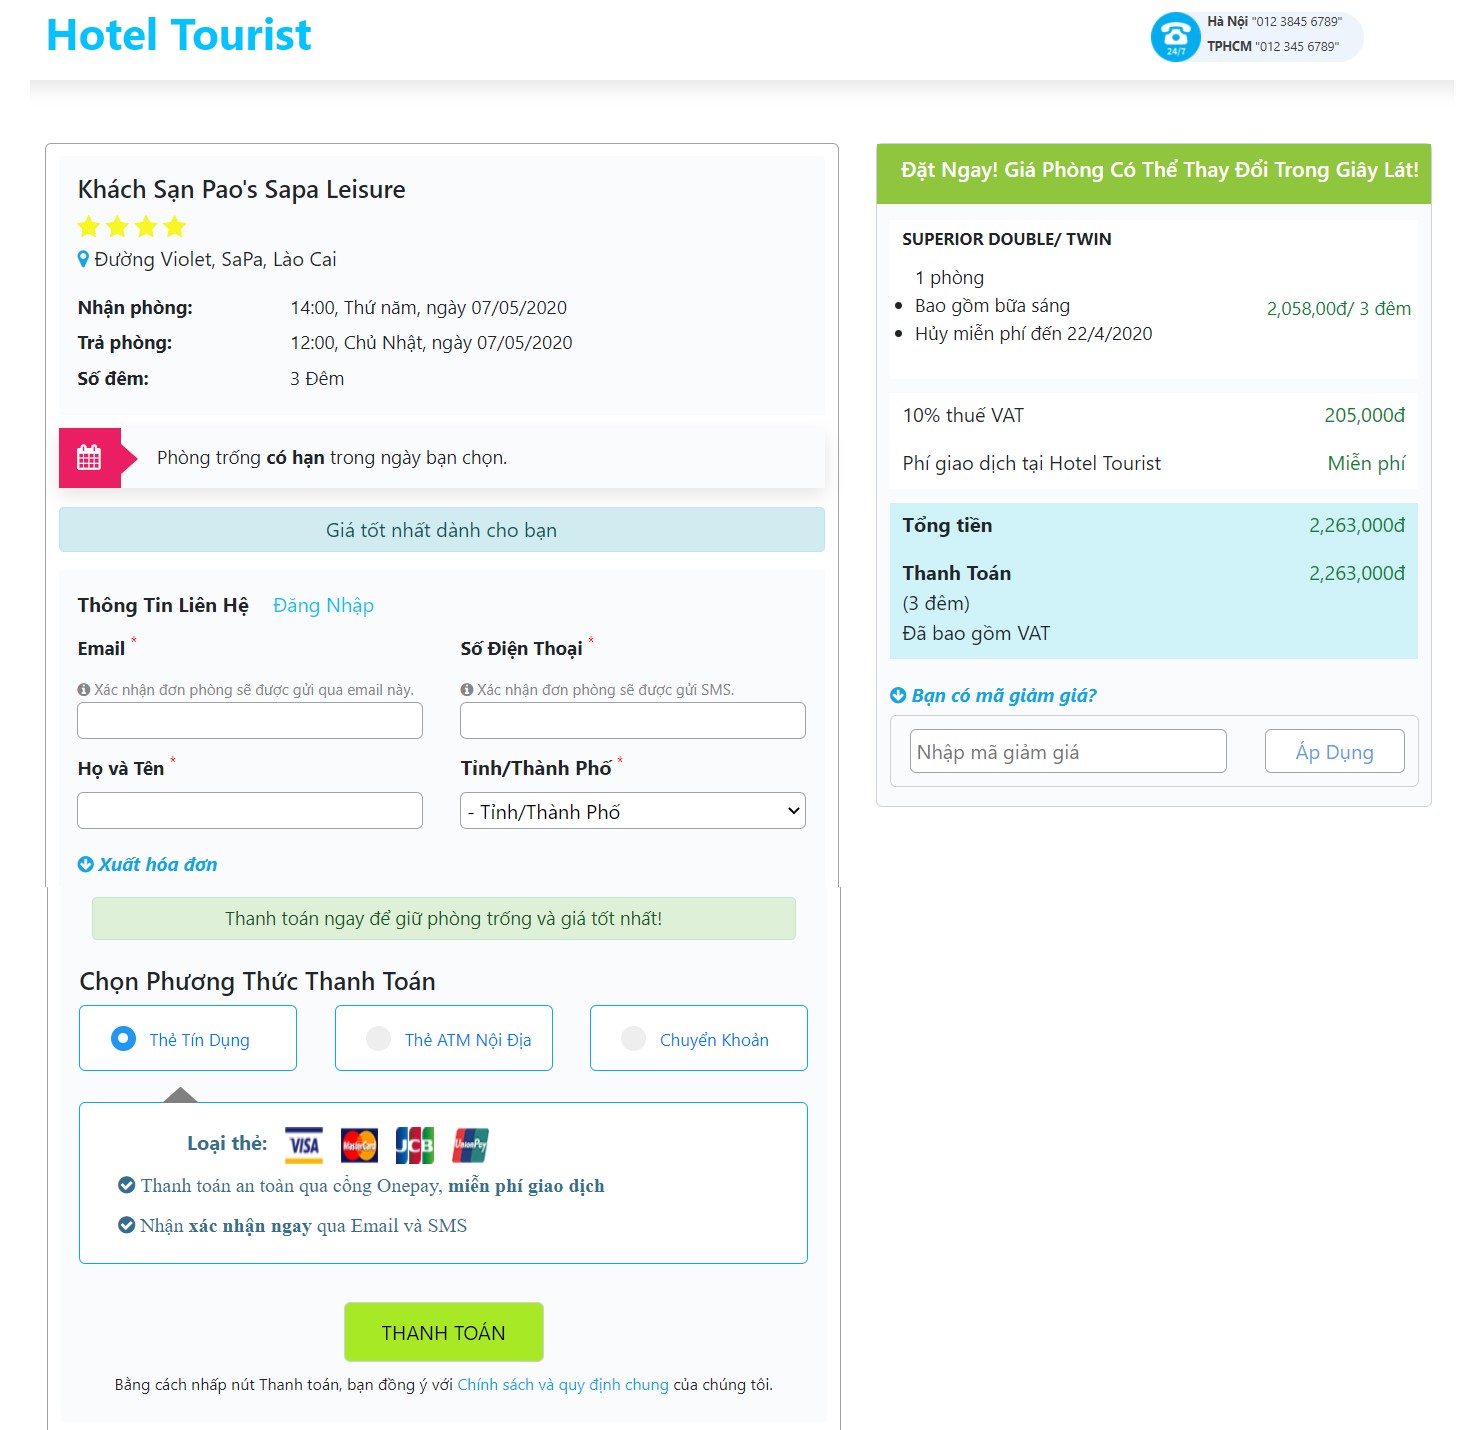 Hotel Tourist
Hà Nội "012 3845 6789"
TPHCM "012 345 6789"
24/7
Khách Sạn Pao's Sapa Leisure
Đường Violet, SaPa, Lào Cai
Nhận phòng: 14:00, Thứ năm, ngày 07/05/2020
Trả phòng: 12:00, Chủ Nhật, ngày 07/05/2020
Số đêm: 3 Đêm
Phòng trống có hạn trong ngày bạn chọn.
Giá tốt nhất dành cho bạn
Thông Tin Liên Hệ Đăng Nhập
Email * Số Điện Thoại *
Xác nhận đơn phòng sẽ được gửi qua email này. Xác nhận đơn phòng sẽ được gửi SMS.
Họ và Tên * Tỉnh/Thành Phố *
- Tỉnh/Thành Phố
Xuất hóa đơn
Thanh toán ngay để giữ phòng trống và giá tốt nhất!
Chọn Phương Thức Thanh Toán
Thẻ Tín Dụng Thẻ ATM Nội Địa Chuyển Khoản
Loại thẻ: VISA MasterCard JCB UnionPay
Thanh toán an toàn qua cổng Onepay, miễn phí giao dịch
Nhận xác nhận ngay qua Email và SMS
THANH TOÁN
Bằng cách nhấp nút Thanh toán, bạn đồng ý với Chính sách và quy định chung của chúng tôi.
Đặt Ngay! Giá Phòng Có Thể Thay Đổi Trong Giây Lát!
SUPERIOR DOUBLE/ TWIN
1 phòng
• Bao gồm bữa sáng 2,058,00đ/ 3 đêm
• Hủy miễn phí đến 22/4/2020
10% thuế VAT 205,000đ
Phí giao dịch tại Hotel Tourist Miễn phí
Tổng tiền 2,263,000đ
Thanh Toán 2,263,000đ
(3 đêm)
Đã bao gồm VAT
Bạn có mã giảm giá?
Nhập mã giảm giá Áp Dụng